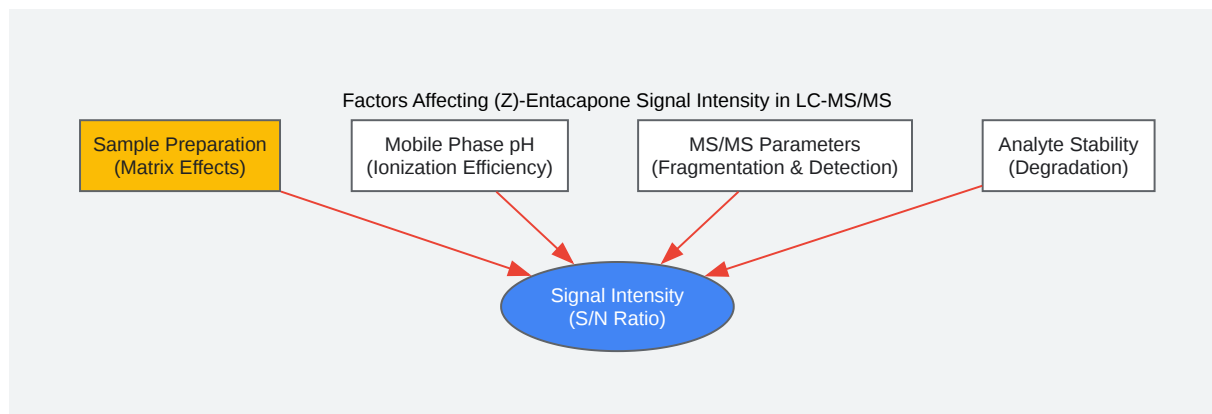 Factors Affecting (Z)-Entacapone Signal Intensity in LC-MS/MS
Sample Preparation
(Matrix Effects)
Mobile Phase pH
(Ionization Efficiency)
MS/MS Parameters
(Fragmentation & Detection)
Analyte Stability
(Degradation)
Signal Intensity
(S/N Ratio)